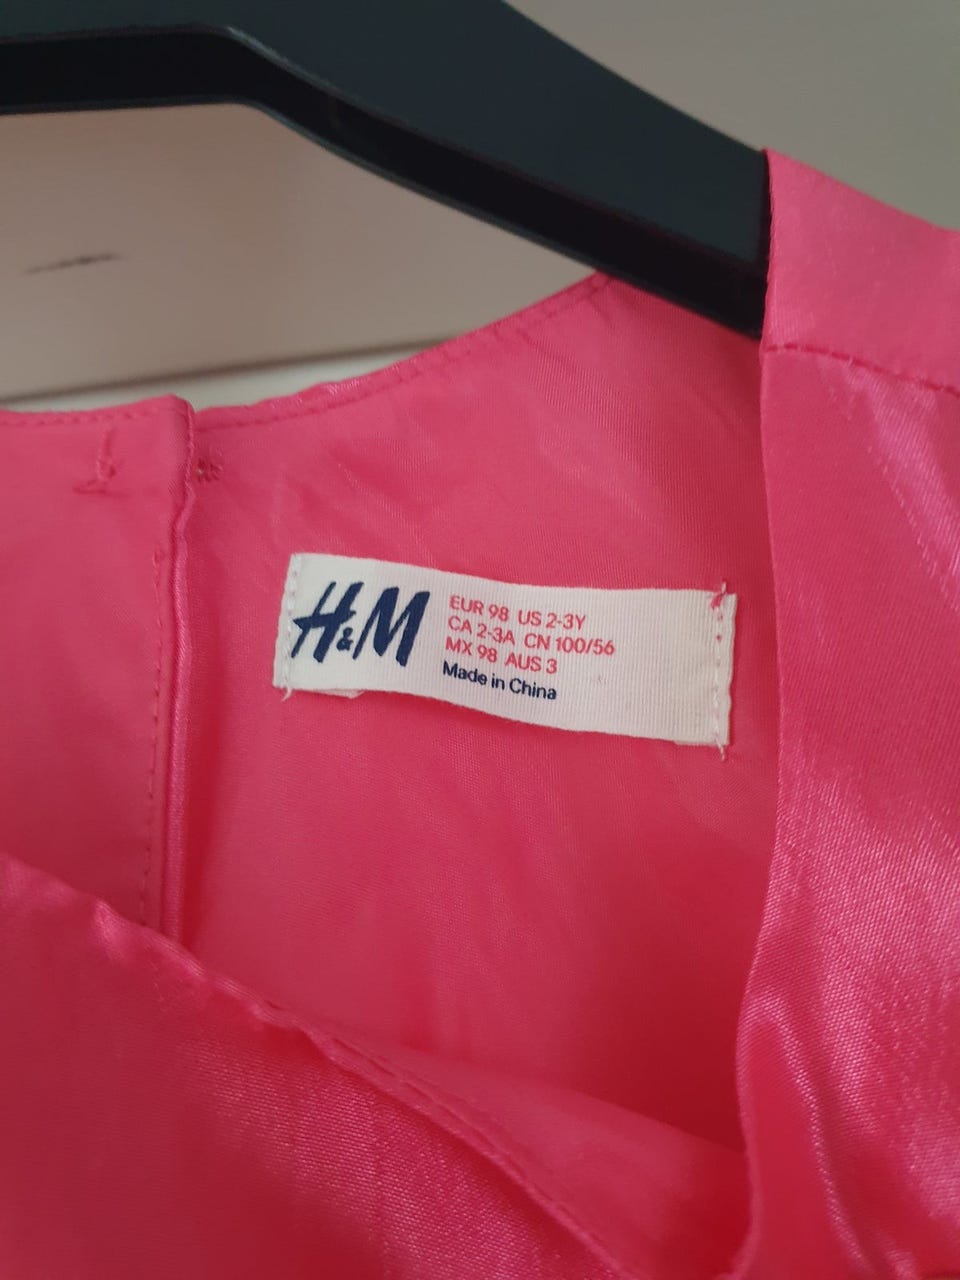 H&M
EUR 98 US 2-3Y
CA 2-3A CN 100/56
MX 98 AUS 3
Made in China